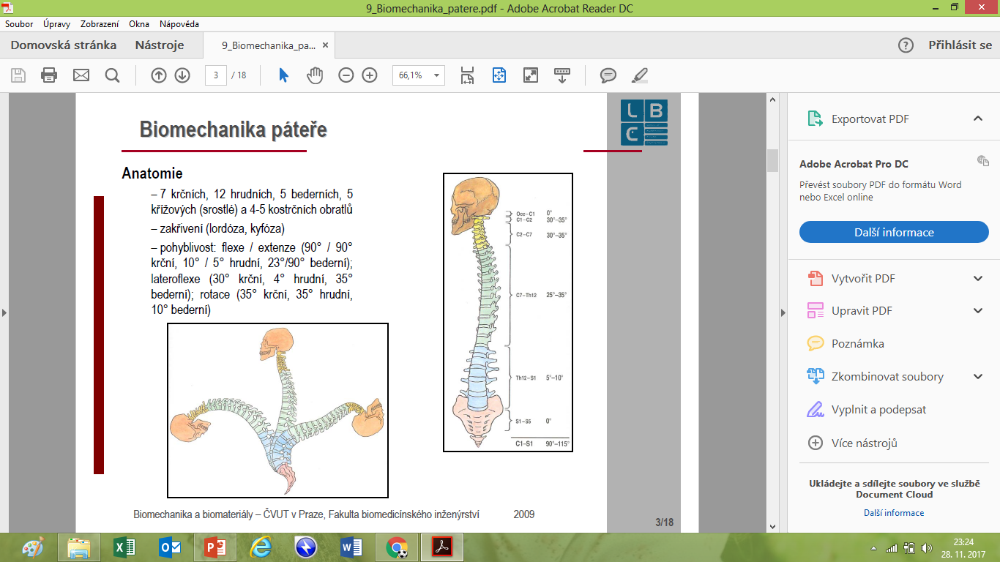 9_Biomechanika_patere.pdf - Adobe Acrobat Reader DC
Soubor Úpravy Zobrazení Okna Nápověda
Domovská stránka Nástroje 9_Biomechanika_pa... × Přihlásit se
3 / 18 66,1%
LB
C
Biomechanika páteře
Anatomie
– 7 krčních, 12 hrudních, 5 bederních, 5
křížových (srostlé) a 4-5 kostrčních obratlů
– zakřivení (lordóza, kyfóza)
– pohyblivost: flexe / extenze (90° / 90°
krční, 10° / 5° hrudní, 23°/90° bederní);
lateroflexe (30° krční, 4° hrudní, 35°
bederní); rotace (35° krční, 35° hrudní,
10° bederní)
Occ–C1 0°
C1–C2 30°–35°
C2–C7 30°–35°
C7–Th12 25°–35°
Th12–S1 5°–10°
S1–S5 0°
C1–S1 90°–115°
Biomechanika a biomateriály – ČVUT v Praze, Fakulta biomedicínského inženýrství 2009
3/18
Exportovat PDF
Adobe Acrobat Pro DC
Převést soubory PDF do formátu Word
nebo Excel online
Další informace
Vytvořit PDF
Upravit PDF
Poznámka
Zkombinovat soubory
Vyplnit a podepsat
Více nástrojů
Ukládejte a sdílejte soubory ve službě
Document Cloud
Další informace
23:24
28. 11. 2017